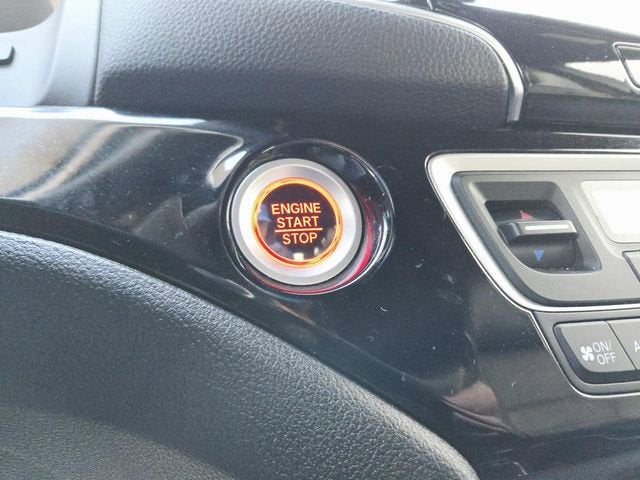 ENGINE
START
STOP
ON/
OFF
A